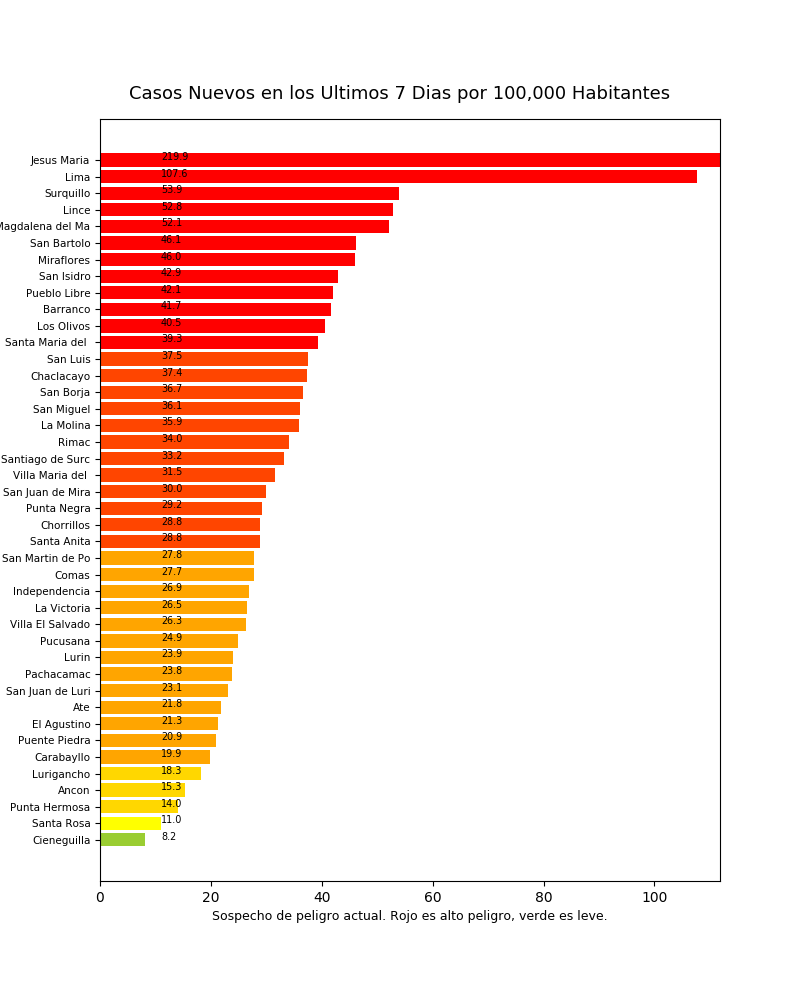 Casos Nuevos en los Ultimos 7 Dias por 100,000 Habitantes
Jesus Maria 219.9
Lima 107.6
Surquillo 53.9
Lince 52.8
Magdalena del Ma 52.1
San Bartolo 46.1
Miraflores 46.0
San Isidro 42.9
Pueblo Libre 42.1
Barranco 41.7
Los Olivos 40.5
Santa Maria del 39.3
San Luis 37.5
Chaclacayo 37.4
San Borja 36.7
San Miguel 36.1
La Molina 35.9
Rimac 34.0
Santiago de Surc 33.2
Villa Maria del 31.5
San Juan de Mira 30.0
Punta Negra 29.2
Chorrillos 28.8
Santa Anita 28.8
San Martin de Po 27.8
Comas 27.7
Independencia 26.9
La Victoria 26.5
Villa El Salvado 26.3
Pucusana 24.9
Lurin 23.9
Pachacamac 23.8
San Juan de Luri 23.1
Ate 21.8
El Agustino 21.3
Puente Piedra 20.9
Carabayllo 19.9
Lurigancho 18.3
Ancon 15.3
Punta Hermosa 14.0
Santa Rosa 11.0
Cieneguilla 8.2
0 20 40 60 80 100
Sospecho de peligro actual. Rojo es alto peligro, verde es leve.